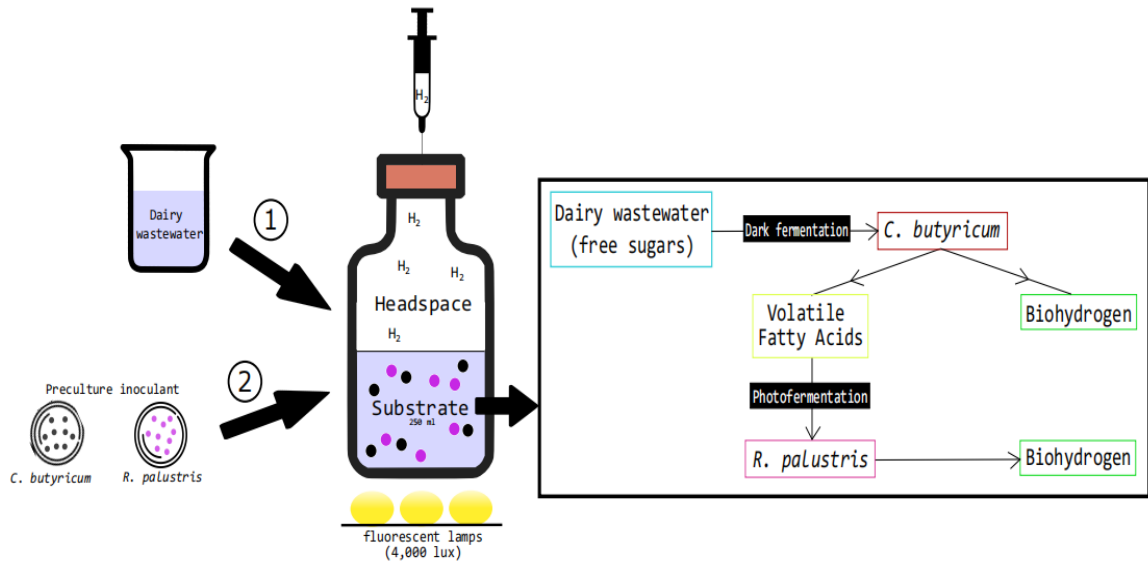 H2
Dairy
wastewater
1
H2
H2
H2
Headspace
H2
Preculture inoculant
2
C. butyricum
R. palustris
Substrate
250 ml
fluorescent lamps
(4,000 lux)
Dairy wastewater
(free sugars)
Dark fermentation
C. butyricum
Volatile
Fatty Acids
Biohydrogen
Photofermentation
R. palustris
Biohydrogen